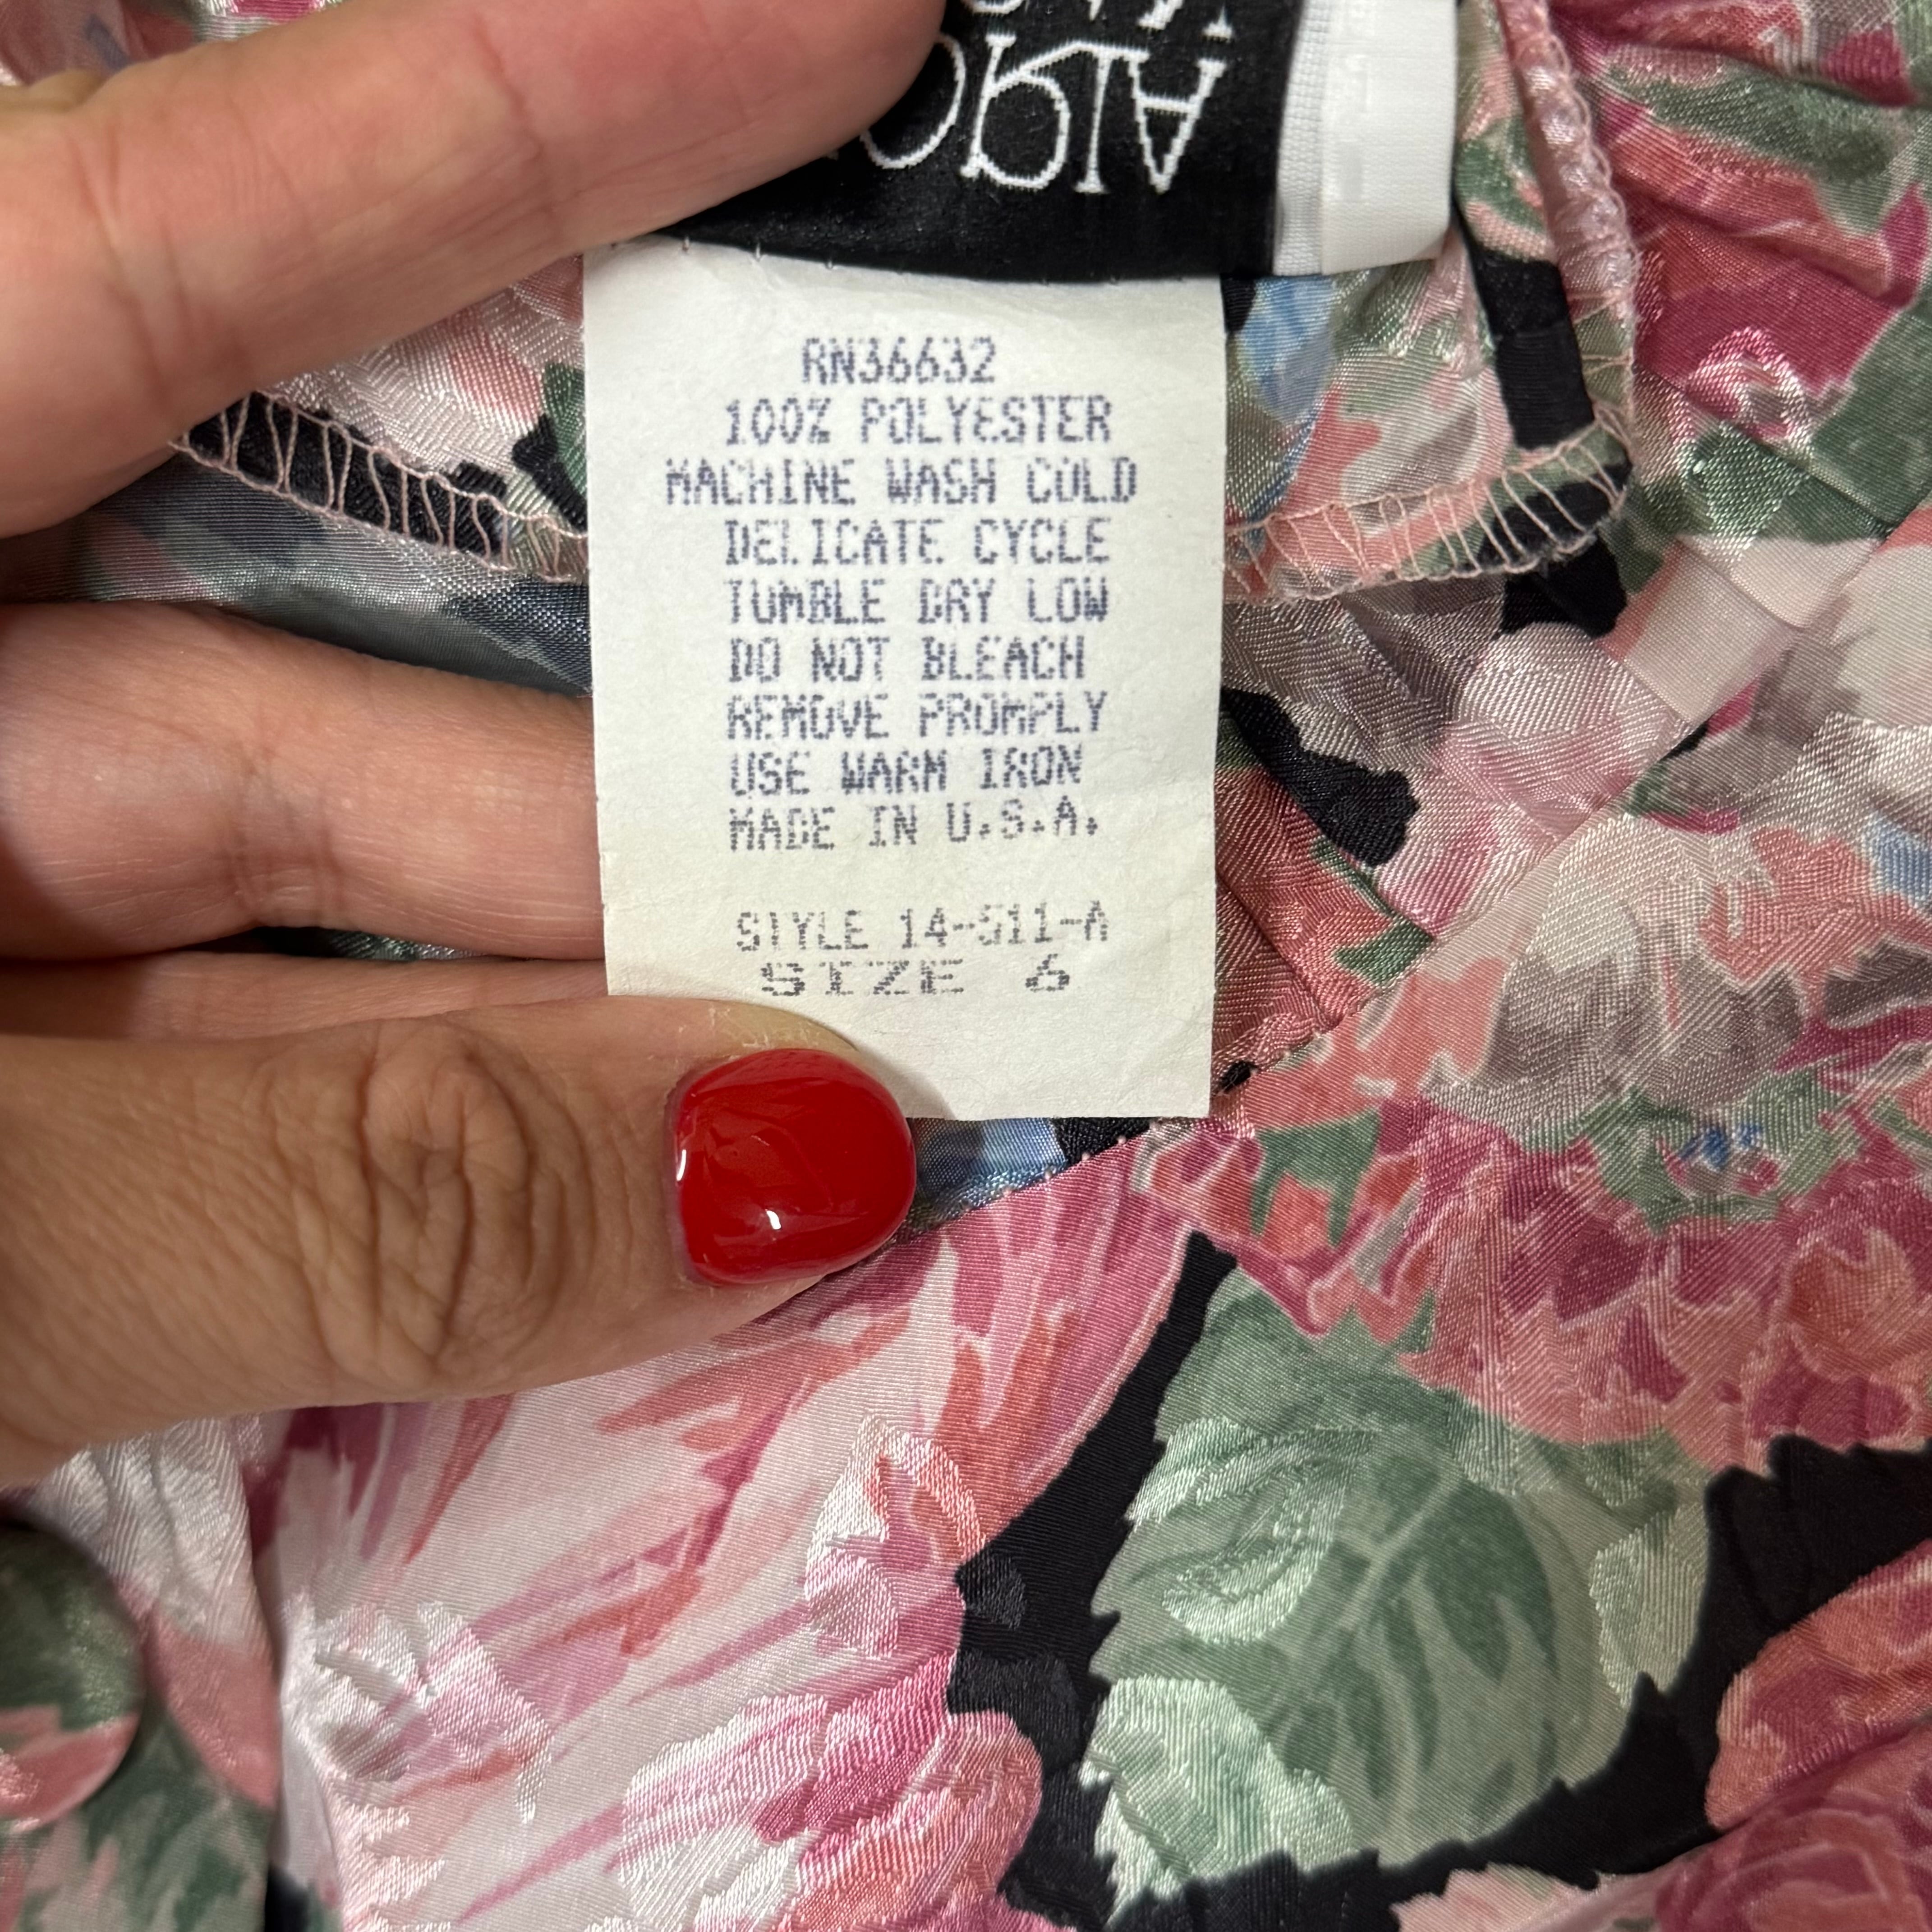 RN36632
100% POLYESTER
MACHINE WASH COLD
DELICATE CYCLE
TUMBLE DRY LOW
DO NOT BLEACH
REMOVE PROMPLY
USE WARM IRON
MADE IN U.S.A.
STYLE 14-511-A
SIZE 6